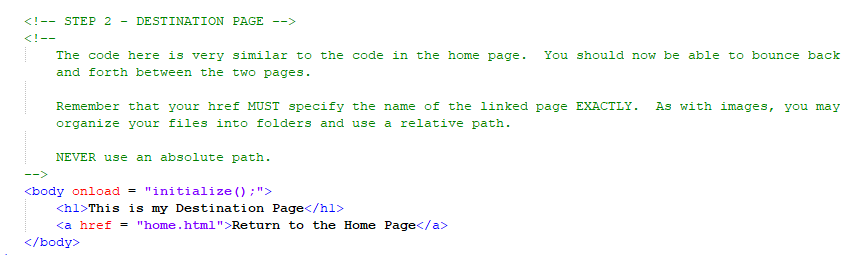 <!-- STEP 2 - DESTINATION PAGE -->
<!--
The code here is very similar to the code in the home page.  You should now be able to bounce back
and forth between the two pages.
Remember that your href MUST specify the name of the linked page EXACTLY.  As with images, you may
organize your files into folders and use a relative path.
NEVER use an absolute path.
-->
<body onload = "initialize();">
<h1>This is my Destination Page</h1>
<a href = "home.html">Return to the Home Page</a>
</body>